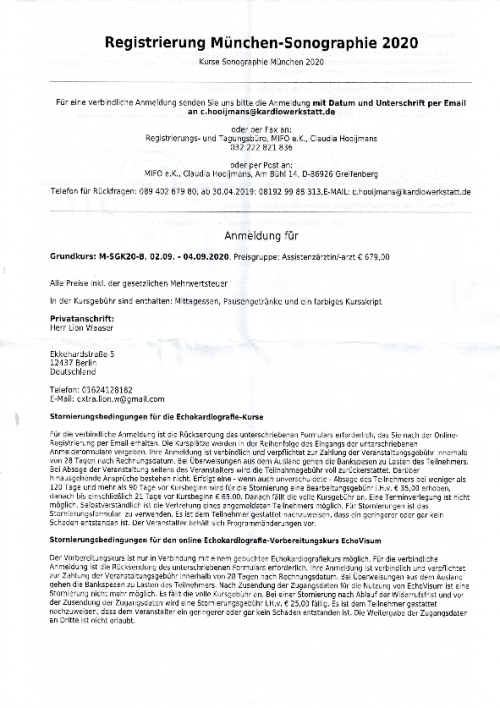 Registrierung München-Sonographie 2020
Kurse Sonographie München 2020
Für eine verbindliche Anmeldung senden Sie uns bitte die Anmeldung mit Datum und Unterschrift per Email
an c.hooijmans@kardiowerkstatt.de
oder per Fax an:
Registrierungs- und Tagungsbüro, MIFO e.K., Claudia Hooijmans
032 222 821 836
oder per Post an:
MIFO e.K., Claudia Hooijmans, Am Bühl 14, D-86926 Greifenberg
Telefon für Rückfragen: 089 402 679 80, ab 30.04.2019: 08192 99 88 313,E-MAIL: c.hooijmans@kardiowerkstatt.de
Anmeldung für
Grundkurs: M-SGK20-B, 02.09. - 04.09.2020, Preisgruppe: Assistenzärztin/-arzt € 679,00
Alle Preise inkl. der gesetzlichen Mehrwertsteuer
In der Kursgebühr sind enthalten: Mittagessen, Pausengetränke und ein farbiges Kursskript
Privatanschrift:
Herr Lion Waaser
Ekkehardstraße 5
12437 Berlin
Deutschland
Telefon: 01624128182
E-Mail: extra.lion.w@gmail.com
Stornierungsbedingungen für die Echokardiografie-Kurse
Für die verbindliche Anmeldung ist die Rücksendung des unterschriebenen Formulars erforderlich, das Sie nach der Online-
Registrierung per Email erhalten. Die Kursplätze werden in der Reihenfolge des Eingangs der unterschriebenen
Anmeldeformulare vergeben. Ihre Anmeldung ist verbindlich und verpflichtet zur Zahlung der Veranstaltungsgebühr innerhalb
von 28 Tagen nach Rechnungsdatum. Bei Überweisungen aus dem Ausland gehen die Bankspesen zu Lasten des Teilnehmers.
Bei Absage der Veranstaltung seitens des Veranstalters wird die Teilnahmegebühr voll zurückerstattet. Darüber
hinausgehende Ansprüche bestehen nicht. Erfolgt eine - wenn auch unverschuldete - Absage des Teilnehmers bei weniger als
120 Tage und mehr als 90 Tage vor Kursbeginn wird für die Stornierung eine Bearbeitungsgebühr i.H.v. € 35,00 erhoben,
danach bis einschließlich 21 Tage vor Kursbeginn € 65,00. Danach fällt die volle Kursgebühr an. Eine Terminverlegung ist nicht
möglich. Selbstverständlich ist die Vertretung eines angemeldeten Teilnehmers möglich. Für Stornierungen ist das
Stornierungsformular zu verwenden. Es ist dem Teilnehmer gestattet nachzuweisen, dass ein geringerer oder gar kein
Schaden entstanden ist. Der Veranstalter behält sich Programmänderungen vor.
Stornierungsbedingungen für den online Echokardiografie-Vorbereitungskurs EchoVisum
Der Vorbereitungskurs ist nur in Verbindung mit einem gebuchten Echokardiografiekurs möglich. Für die verbindliche
Anmeldung ist die Rücksendung des unterschriebenen Formulars erforderlich. Ihre Anmeldung ist verbindlich und verpflichtet
zur Zahlung der Veranstaltungsgebühr innerhalb von 28 Tagen nach Rechnungsdatum. Bei Überweisungen aus dem Ausland
gehen die Bankspesen zu Lasten des Teilnehmers. Nach Zusendung der Zugangsdaten für die Nutzung von EchoVisum ist eine
Stornierung nicht mehr möglich. Es fällt die volle Kursgebühr an. Bei einer Stornierung nach Ablauf der Widerrufsfrist und vor
der Zusendung der Zugangsdaten wird eine Stornierungsgebühr i.H.v. € 25,00 fällig. Es ist dem Teilnehmer gestattet
nachzuweisen, dass dem Veranstalter ein geringerer oder gar kein Schaden entstanden ist. Die Weitergabe der Zugangsdaten
an Dritte ist nicht erlaubt.